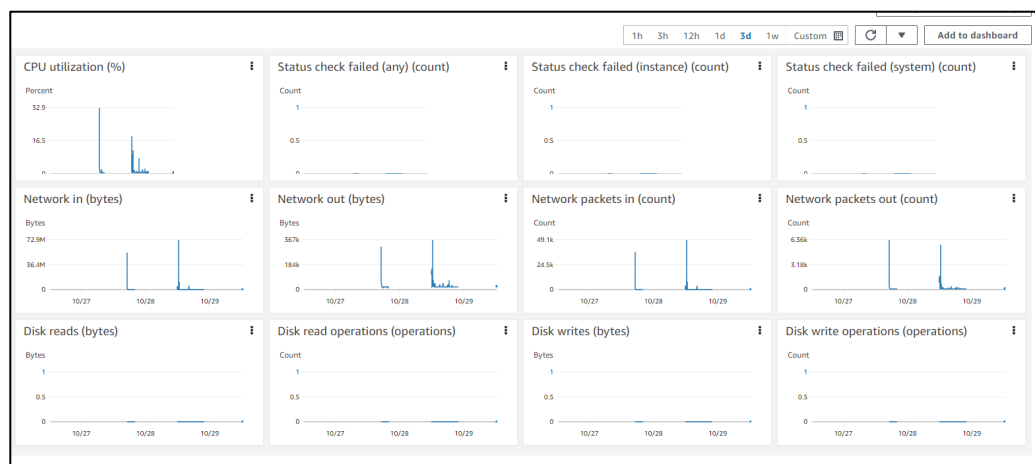 1h 3h 12h 1d 3d 1w Custom Add to dashboard
CPU utilization (%)
Percent
32.9
16.5
0
Status check failed (any) (count)
Count
1
0.5
0
Status check failed (instance) (count)
Count
1
0.5
0
Status check failed (system) (count)
Count
1
0.5
0
Network in (bytes)
Bytes
72.9M
36.4M
0
10/27 10/28 10/29
Network out (bytes)
Bytes
367k
184k
0
10/27 10/28 10/29
Network packets in (count)
Count
49.1k
24.5k
0
10/27 10/28 10/29
Network packets out (count)
Count
6.36k
3.18k
0
10/27 10/28 10/29
Disk reads (bytes)
Bytes
1
0.5
0
10/27 10/28 10/29
Disk read operations (operations)
Count
1
0.5
0
10/27 10/28 10/29
Disk writes (bytes)
Bytes
1
0.5
0
10/27 10/28 10/29
Disk write operations (operations)
Count
1
0.5
0
10/27 10/28 10/29